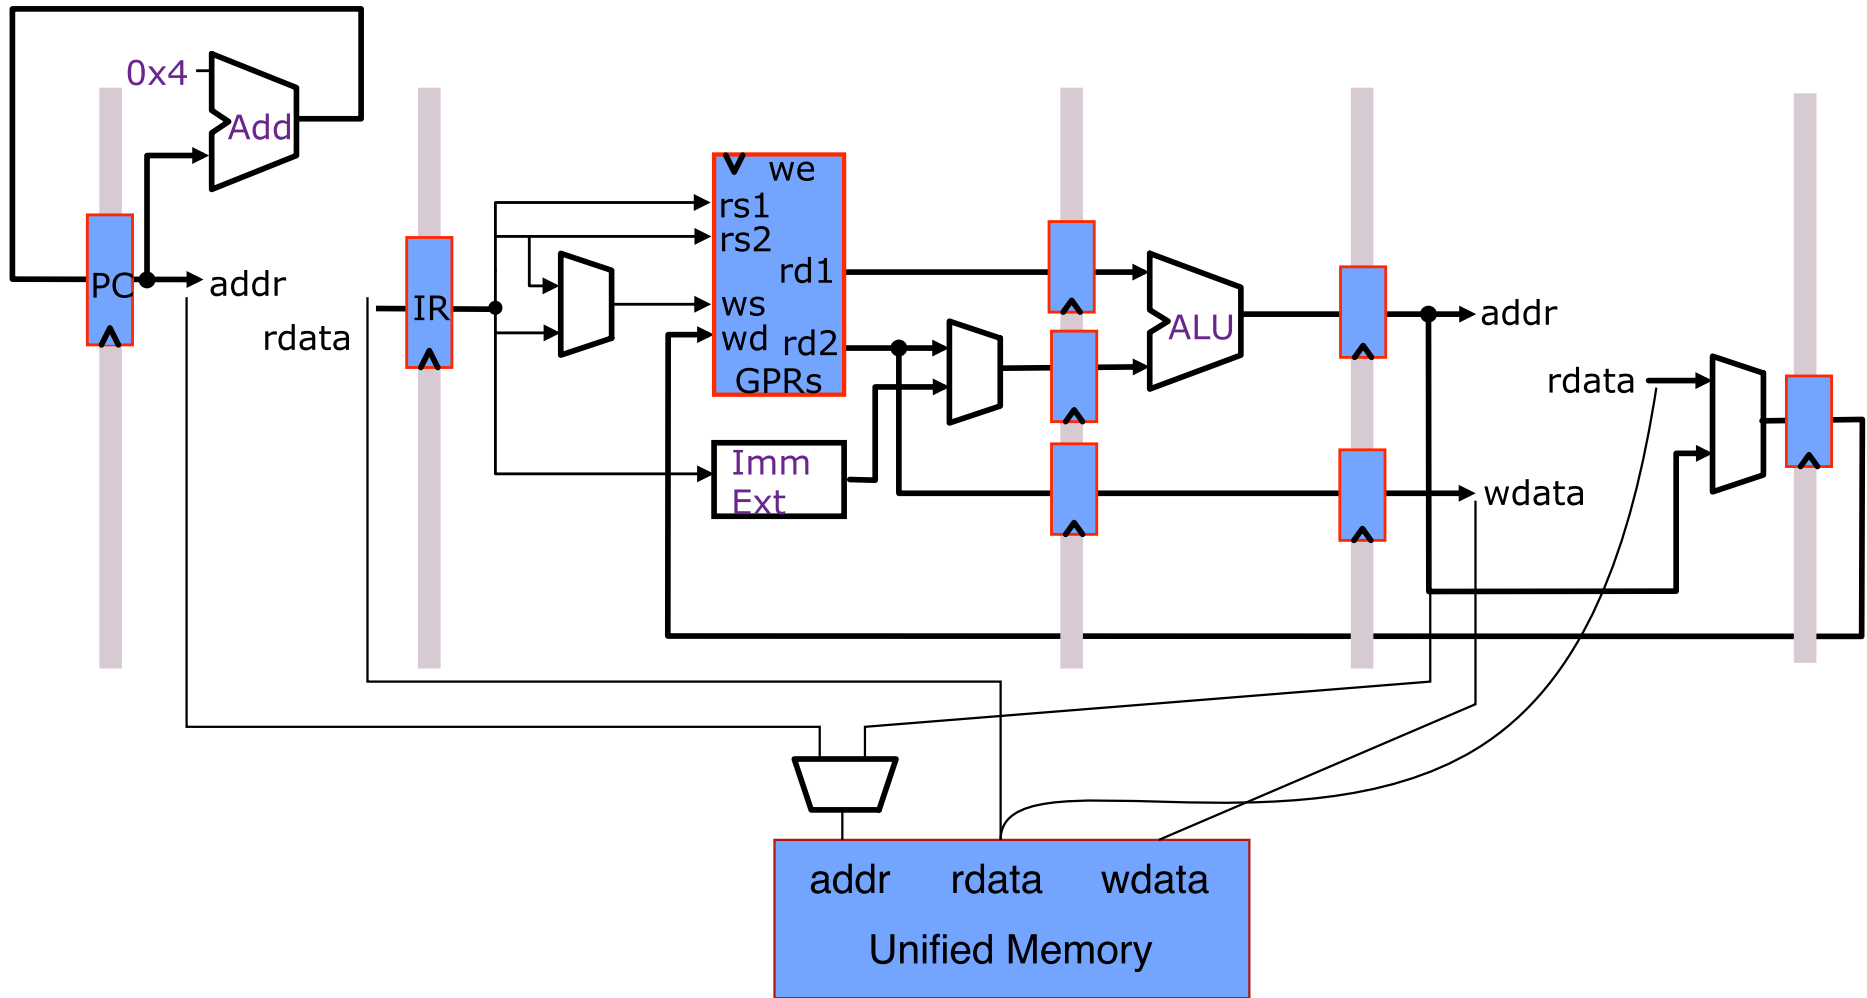 0x4
Add
PC
addr
rdata
IR
we
rs1
rs2
rd1
ws
wd
rd2
GPRs
Imm
Ext
ALU
addr
wdata
rdata
addr rdata wdata
Unified Memory